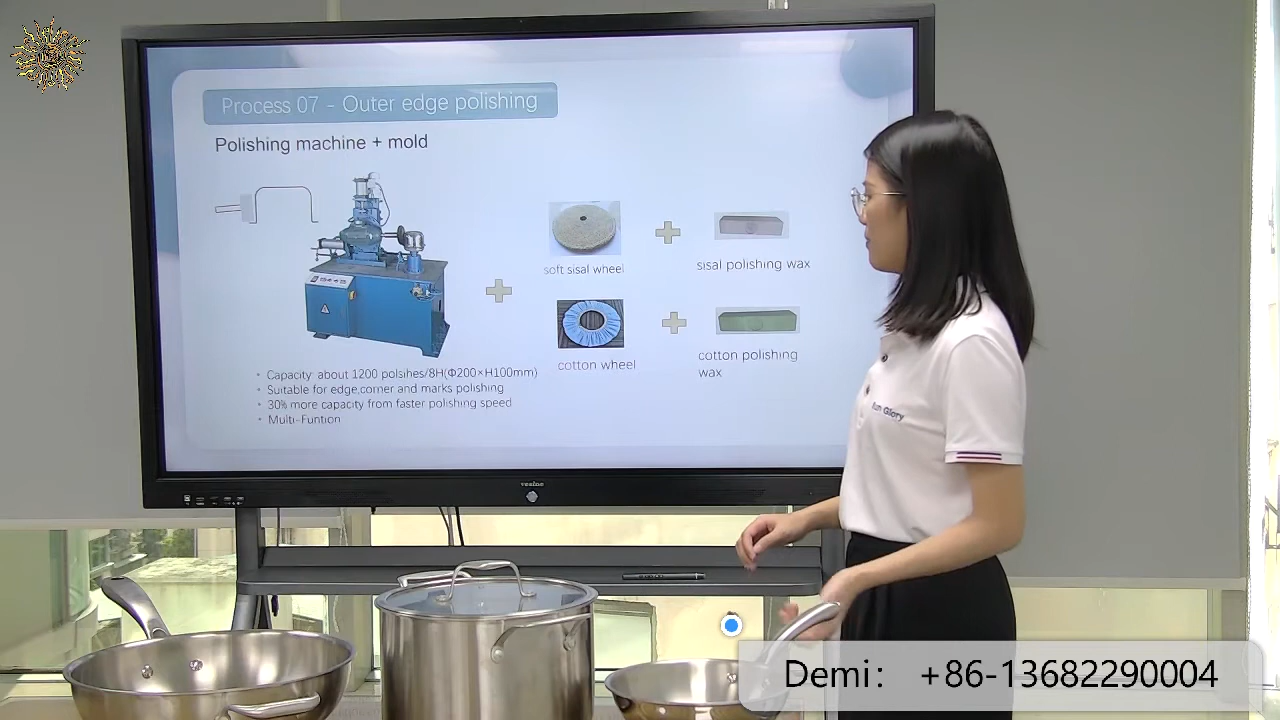 Process 07 - Outer edge polishing
Polishing machine + mold
soft sisal wheel
sisal polishing wax
cotton wheel
cotton polishing
wax
• Capacity: about 1200 polsihes/8H(Φ200×H100mm)
• Suitable for edge,corner and marks polishing
• 30% more capacity from faster polishing speed
• Multi-Funtion
Glory
Demi: +86-13682290004